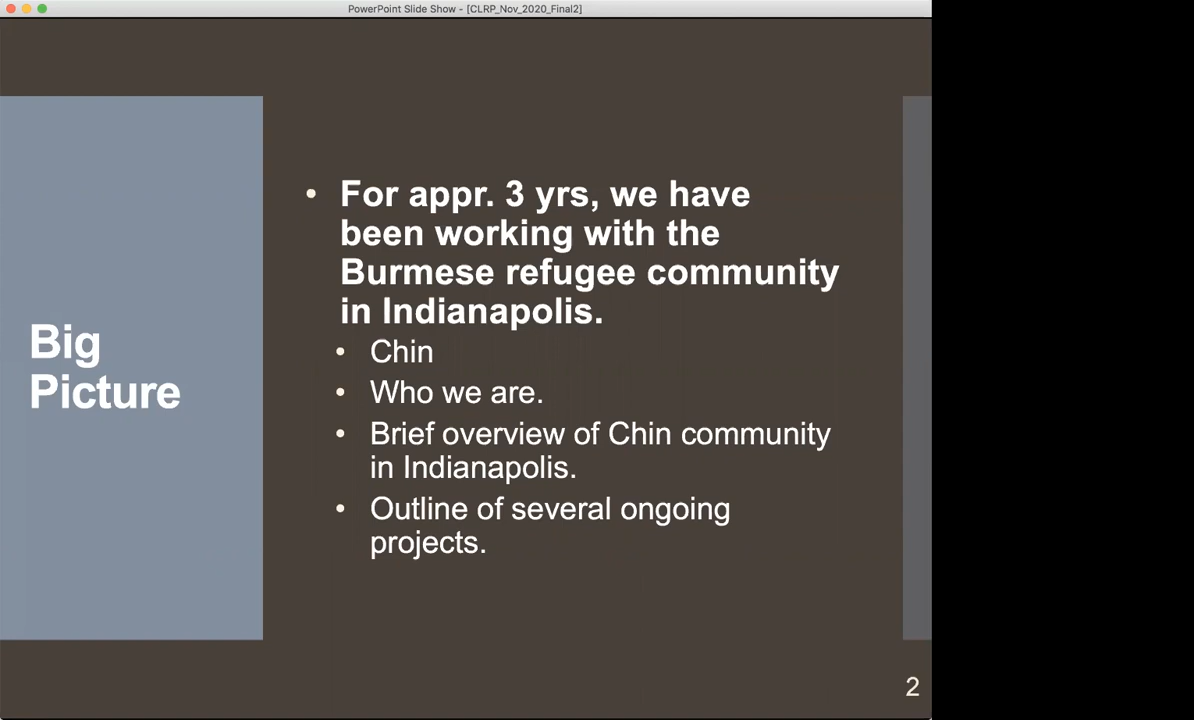 PowerPoint Slide Show - [CLRP_Nov_2020_Final2]
Big
Picture
• For appr. 3 yrs, we have
been working with the
Burmese refugee community
in Indianapolis.
• Chin
• Who we are.
• Brief overview of Chin community
in Indianapolis.
• Outline of several ongoing
projects.
2